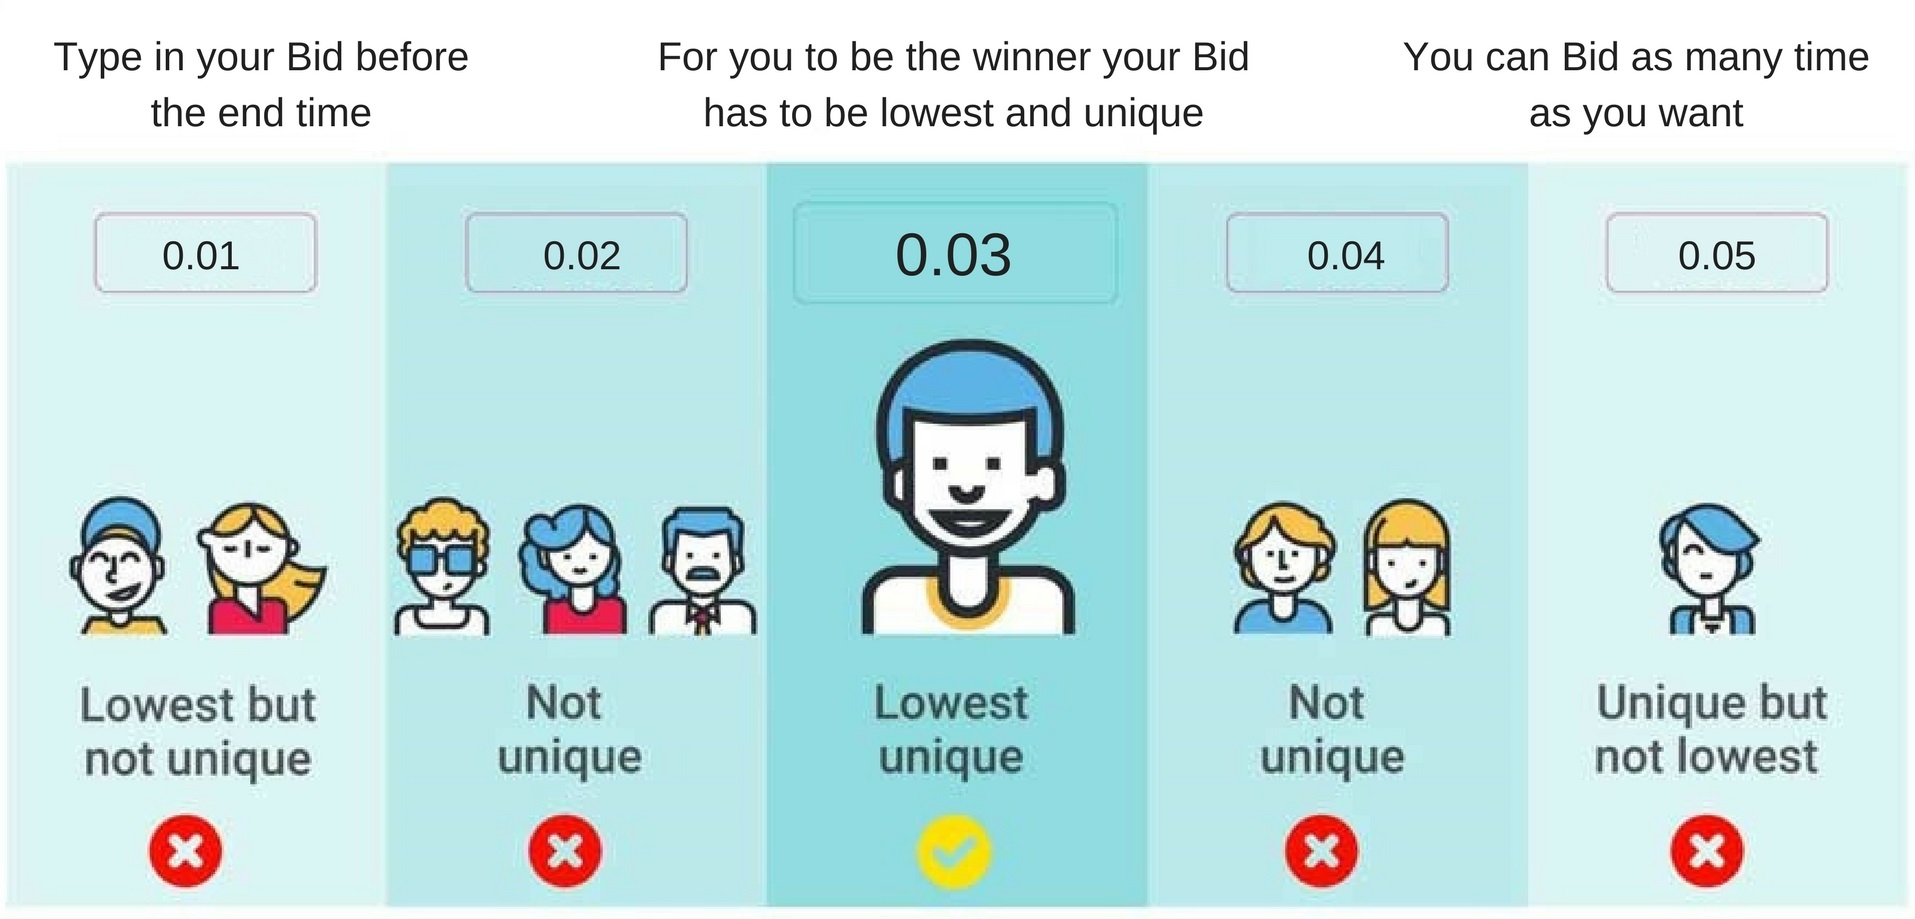 Type in your Bid before
the end time
For you to be the winner your Bid
has to be lowest and unique
You can Bid as many time
as you want
0.01
0.02
0.03
0.04
0.05
Lowest but
not unique
Not
unique
Lowest
unique
Not
unique
Unique but
not lowest